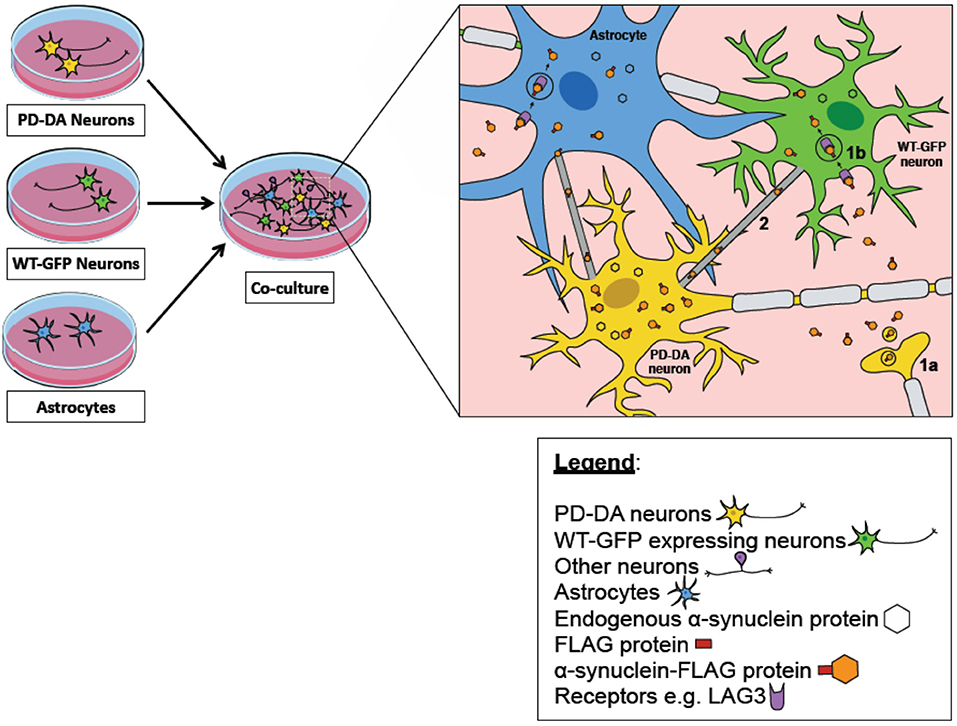 PD-DA Neurons
WT-GFP Neurons
Astrocytes
Co-culture
Astrocyte
WT-GFP
neuron
1b
2
PD-DA
neuron
1a
Legend:
PD-DA neurons
WT-GFP expressing neurons
Other neurons
Astrocytes
Endogenous α-synuclein protein
FLAG protein
α-synuclein-FLAG protein
Receptors e.g. LAG3